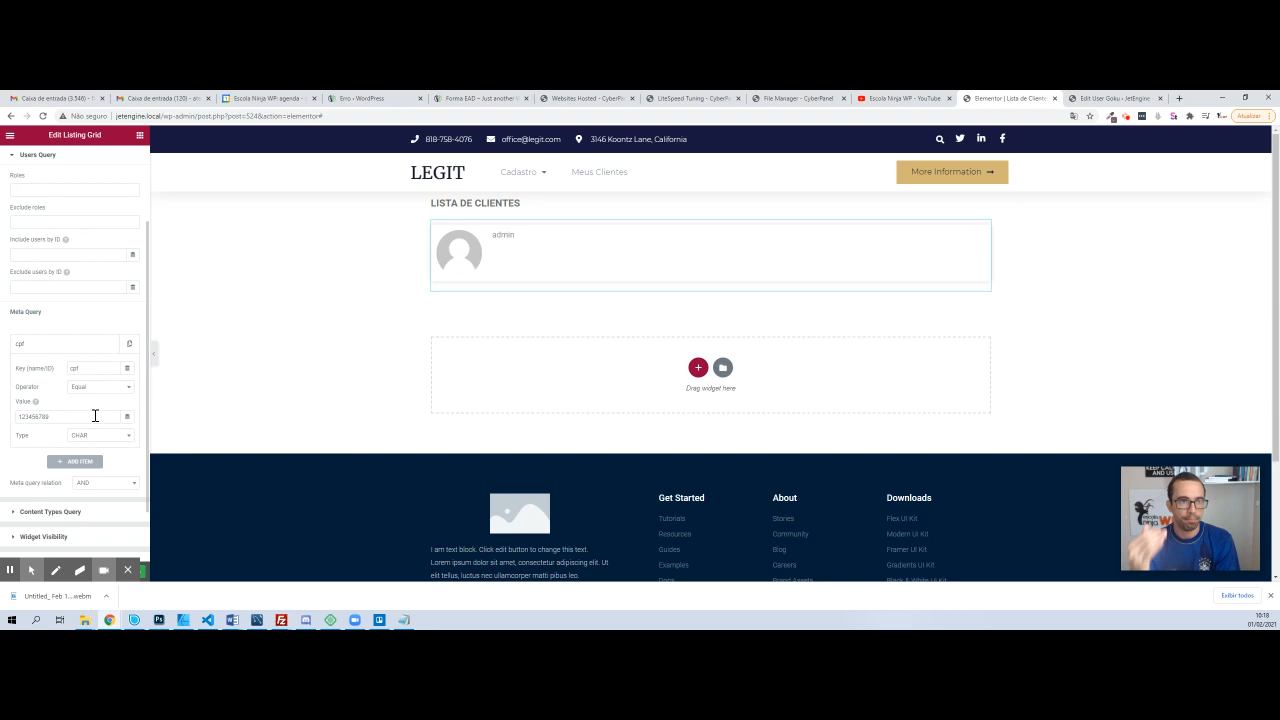 Caixa de entrada (3.546)
Caixa de entrada (120) - ate
Escola Ninja WP: agenda -
Erro › WordPress
Forma EAD – Just another W
Websites Hosted - CyberPa
LiteSpeed Tuning - CyberPa
File Manager - CyberPanel
Escola Ninja WP - YouTube
Elementor | Lista de Cliente
Edit User Goku ‹ JetEngine
Não seguro | jetengine.local/wp-admin/post.php?post=524&action=elementor#
Atualizar
Edit Listing Grid
818-758-4076
office@legit.com
3146 Koontz Lane, California
Users Query
LEGIT
Cadastro
Meus Clientes
More Information
Roles
LISTA DE CLIENTES
Exclude roles
admin
Include users by ID
Exclude users by ID
Meta Query
cpf
Key (name/ID)
cpf
Operator
Equal
Drag widget here
Value
123456789
Type
CHAR
ADD ITEM
Meta query relation
AND
Content Types Query
Widget Visibility
Get Started
About
Downloads
Tutorials
Stories
Flex UI Kit
Resources
Community
Modern UI Kit
Guides
Blog
Framer UI Kit
Examples
Careers
Gradients UI Kit
I am text block. Click edit button to change this text.
Lorem ipsum dolor sit amet, consectetur adipiscing elit. Ut
elit tellus, luctus nec ullamcorper mattis leo.
Docs
Brand Assets
Untitled_ Feb 1....webm
Exibir todos
10:18
01/02/2021